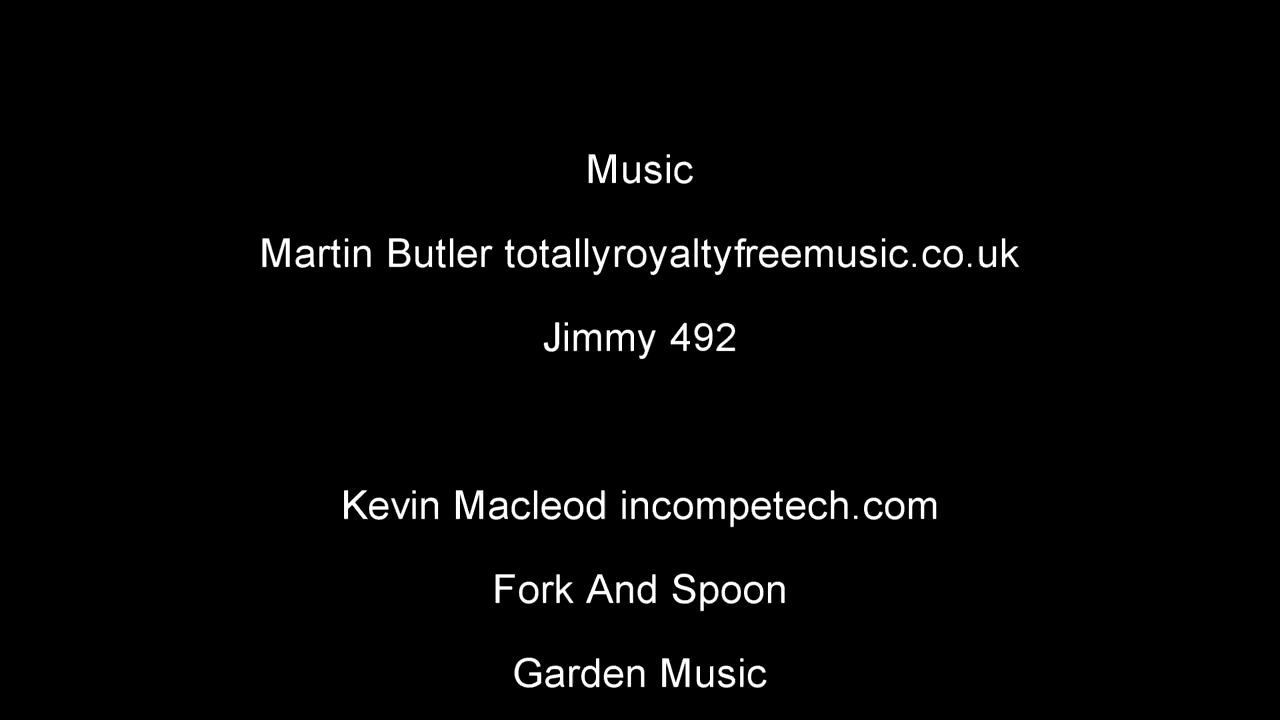 Music
Martin Butler totallyroyaltyfreemusic.co.uk
Jimmy 492
Kevin Macleod incompetech.com
Fork And Spoon
Garden Music